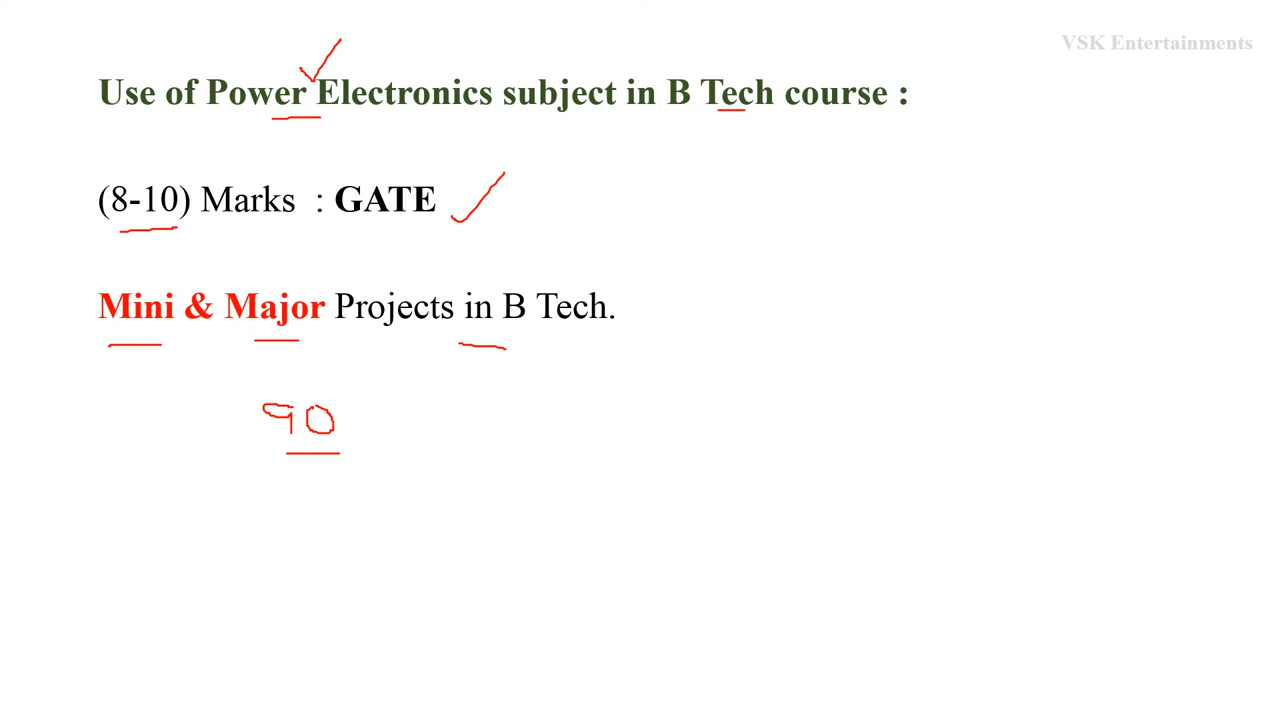 VSK Entertainments
Use of Power Electronics subject in B Tech course :
(8-10) Marks : GATE
Mini & Major Projects in B Tech.
90